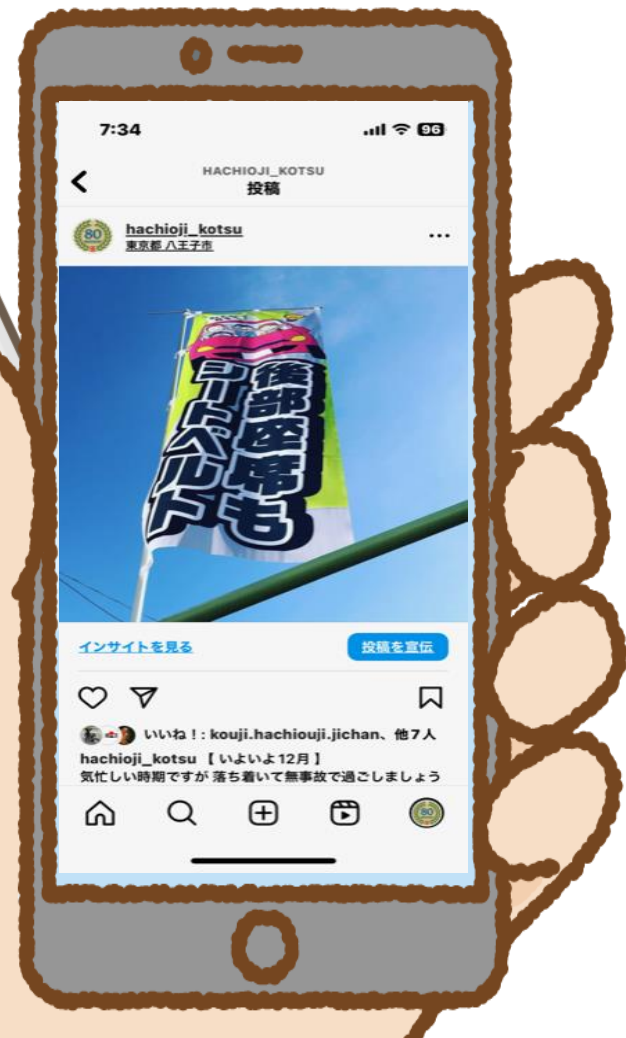 7:34
96
HACHIOJI_KOTSU
投稿
80
hachioji_kotsu
東京都 八王子市
後部座席も
シートベルト
インサイトを見る
投稿を宣伝
いいね！: kouji.hachiouji.jichan、他7人
hachioji_kotsu 【 いよいよ12月 】
気忙しい時期ですが 落ち着いて無事故で過ごしましょう
80